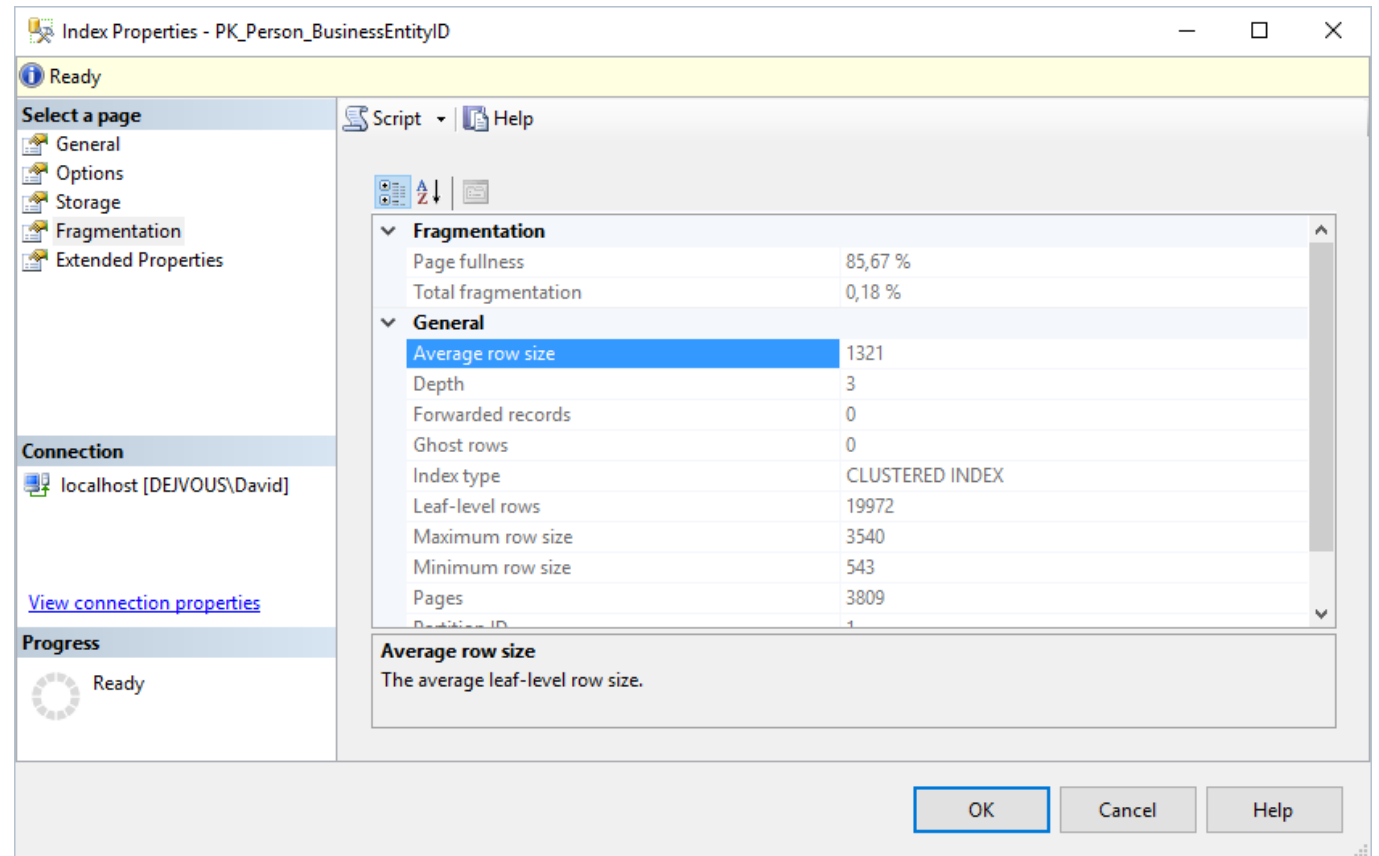 Index Properties - PK_Person_BusinessEntityID
Ready
Select a page
General
Options
Storage
Fragmentation
Extended Properties
Connection
localhost [DEJVOUS\David]
View connection properties
Progress
Ready
Script Help
Fragmentation
Page fullness 85,67 %
Total fragmentation 0,18 %
General
Average row size 1321
Depth 3
Forwarded records 0
Ghost rows 0
Index type CLUSTERED INDEX
Leaf-level rows 19972
Maximum row size 3540
Minimum row size 543
Pages 3809
Partition ID 1
Average row size
The average leaf-level row size.
OK Cancel Help